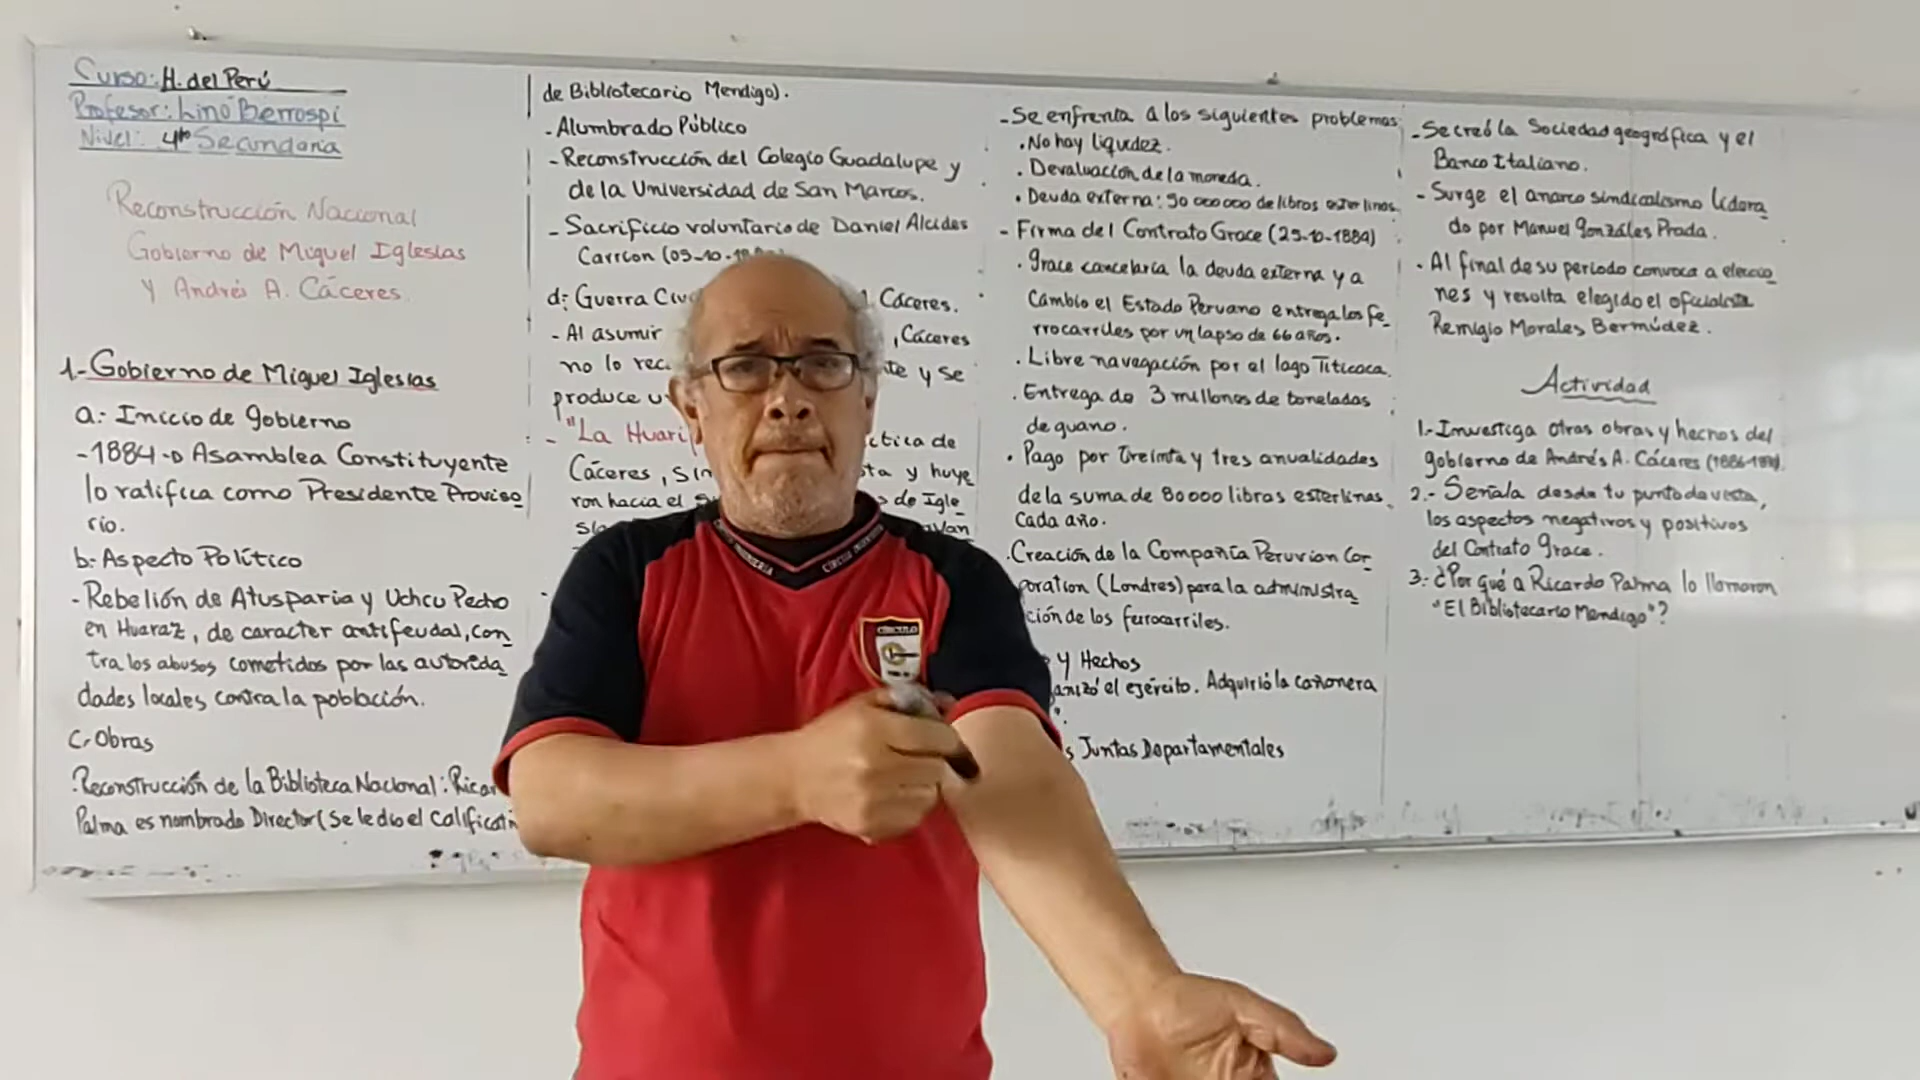 Curso: H. del Perú
Profesor: Lino Berrospi
Nivel: 4to Secundaria
Reconstrucción Nacional
Gobierno de Miguel Iglesias
y Andrés A. Cáceres.
1.- Gobierno de Miguel Iglesias
a: Inicio de gobierno
- 1884 Asamblea Constituyente
lo ratifica como Presidente Proviso
rio.
b: Aspecto Político
- Rebelión de Atusparia y Uchcu Pedro
en Huaraz, de caracter antifeudal, con
tra los abusos cometidos por las autorida
dades locales contra la población.
C. Obras
. Reconstrucción de la Biblioteca Nacional: Ricar
Palma es nombrado Director (se le dio el calificati
de Bibliotecario Mendigo).
- Alumbrado Público
- Reconstrucción del Colegio Guadalupe y
de la Universidad de San Marcos.
- Sacrificio voluntario de Daniel Alcides
Carrion (05-10-18
d: Guerra Civ Cáceres.
- Al asumir , Cáceres
no lo rec te y se
produce u
- "La Huari ctica de
Cáceres, sin ta y huye
ron hacia el s de Igle
- Se enfrenta a los siguientes problemas:
. No hay liquidez.
. Devaluación de la moneda.
. Deuda externa: 50 000 000 de libros esterlinas.
- Firma del Contrato Grace (25-10-1889)
. Grace cancelaría la deuda externa y a
Cambio el Estado Peruano entrega los fe
rrocarriles por un lapso de 66 años.
. Libre navegación por el lago Titicaca.
. Entrega de 3 millones de toneladas
de guano.
. Pago por treinta y tres anualidades
de la suma de 80 000 libras esterlinas
Cada año.
. Creación de la Compañía Peruvian Cor
poration (Londres) para la administra
ción de los ferrocarriles.
y Hechos
anizó el ejército. Adquirió la cañonera
".
s Juntas Departamentales
- Se creó la Sociedad geográfica y el
Banco Italiano.
- Surge el anarco sindicalismo lidera
do por Manuel Gonzáles Prada.
. Al final de su periodo convoca a eleccio
nes y resulta elegido el oficialista
Remigio Morales Bermúdez.
Actividad
1.- Investiga otras obras y hechos del
gobierno de Andrés A. Cáceres
2.- Señala desde tu punto de vista,
los aspectos negativos y positivos
del Contrato Grace.
3.- ¿Por qué a Ricardo Palma lo llamaron
"El Bibliotecario Mendigo"?
CÍRCULO